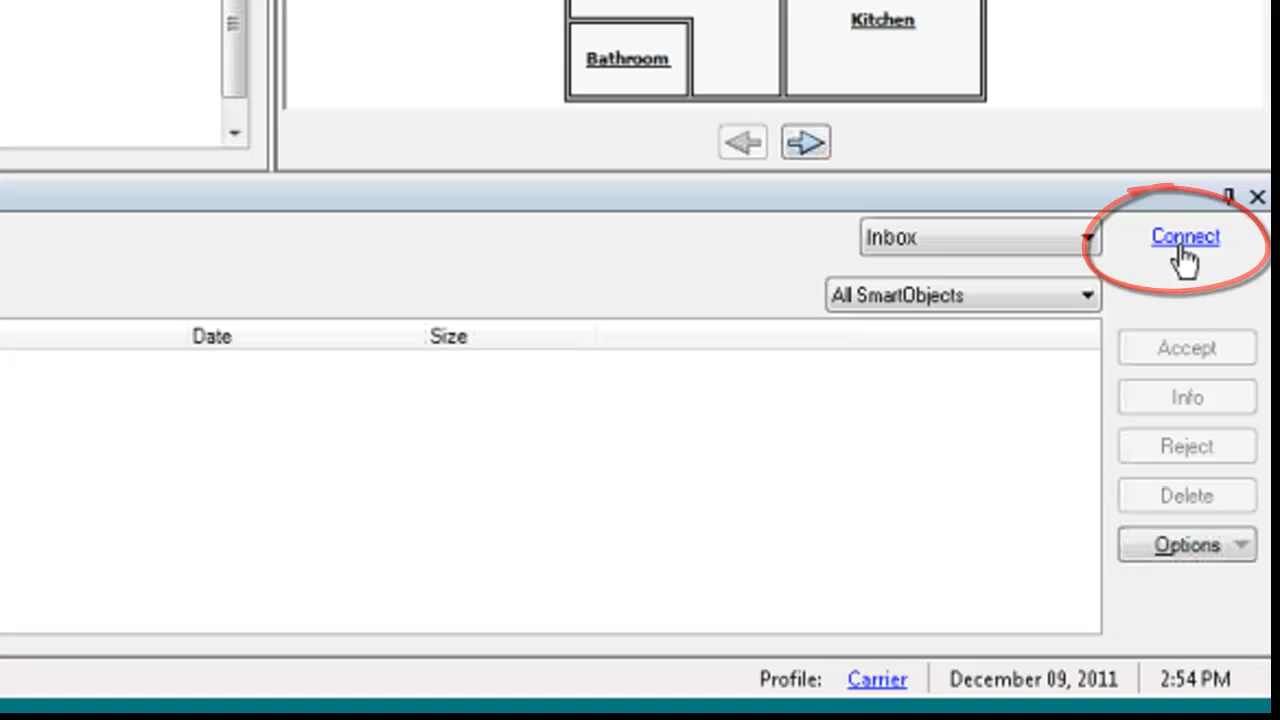 Kitchen
Bathroom
Inbox
Connect
All SmartObjects
Date Size
Accept
Info
Reject
Delete
Options
Profile: Carrier December 09, 2011 2:54 PM